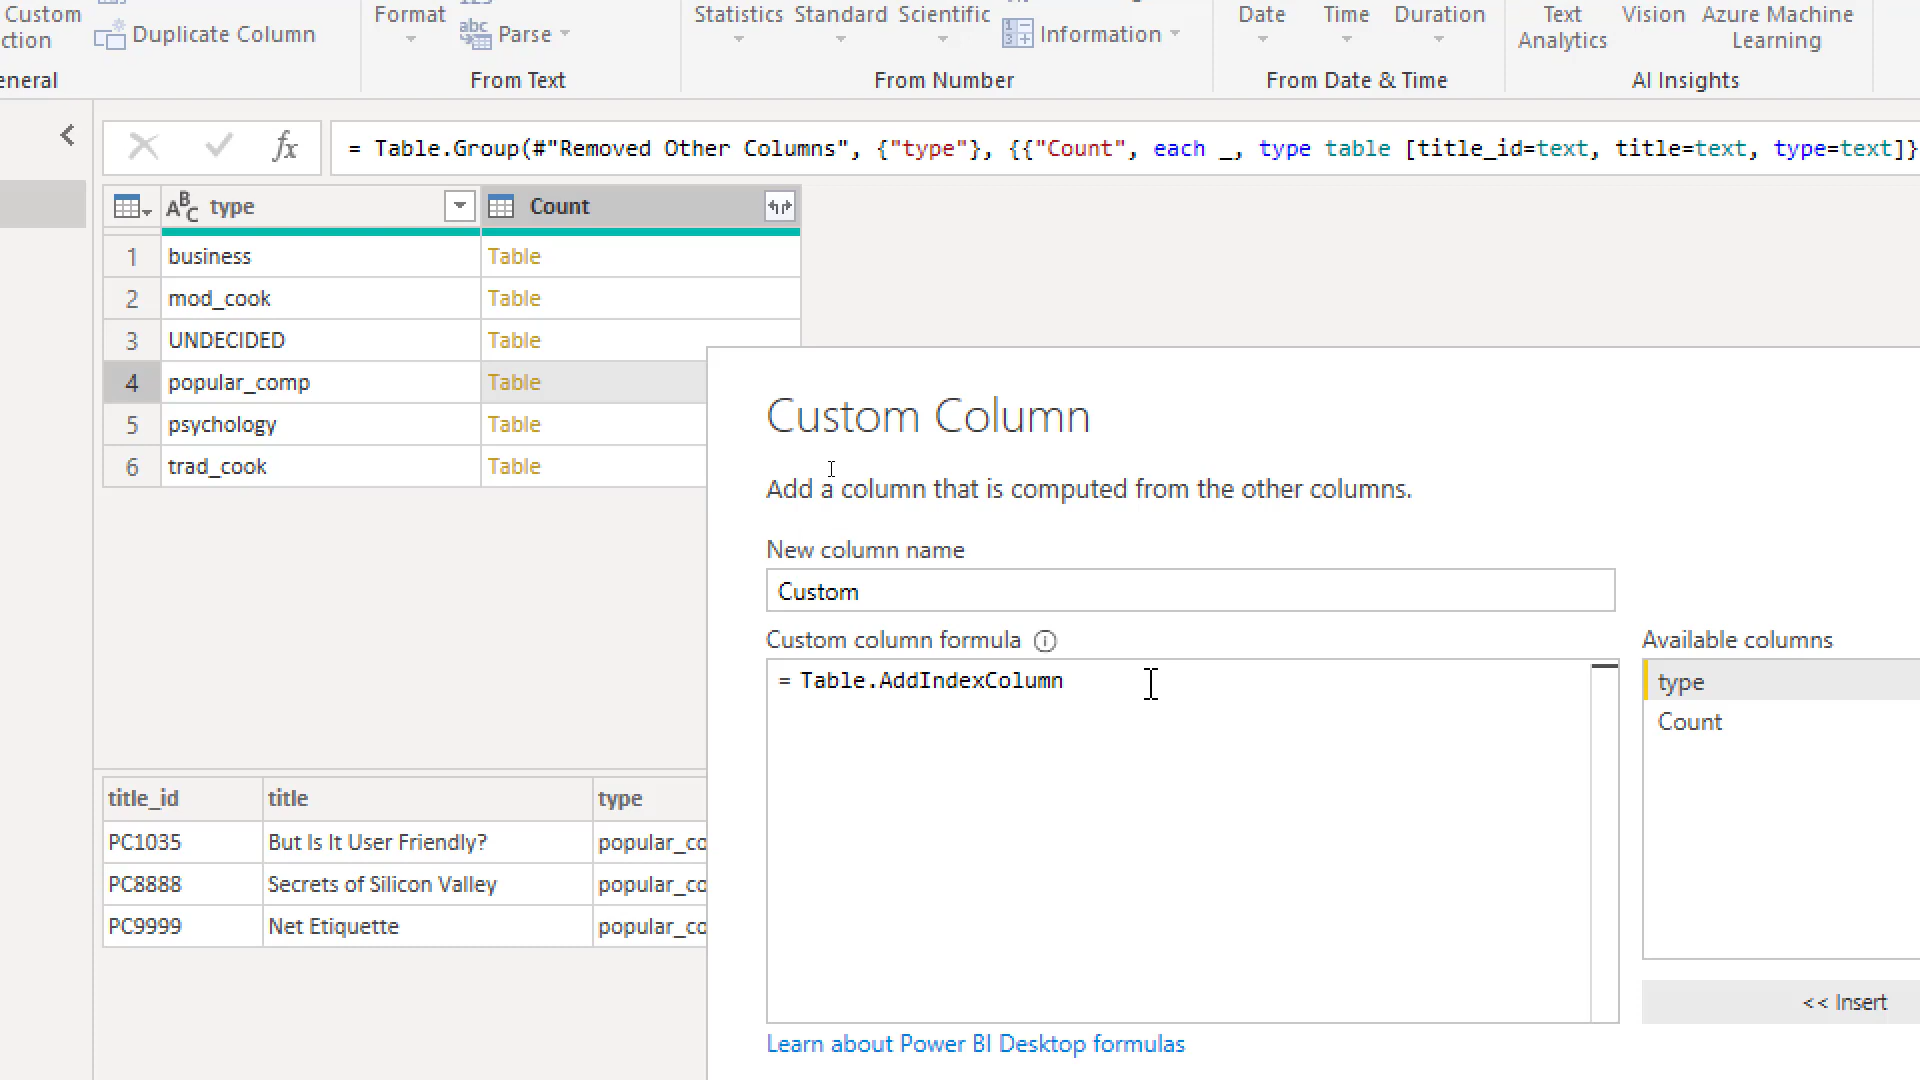 Custom
ction
Duplicate Column
eneral
Format
Parse
From Text
Statistics Standard Scientific
Information
From Number
Date Time Duration
From Date & Time
Text Analytics
Vision
Azure Machine Learning
AI Insights
fx
= Table.Group(#"Removed Other Columns", {"type"}, {{"Count", each _, type table [title_id=text, title=text, type=text]}
type Count
1 business Table
2 mod_cook Table
3 UNDECIDED Table
4 popular_comp Table
5 psychology Table
6 trad_cook Table
Custom Column
Add a column that is computed from the other columns.
New column name
Custom
Custom column formula
= Table.AddIndexColumn
Available columns
type
Count
<< Insert
Learn about Power BI Desktop formulas
title_id title type
PC1035 But Is It User Friendly? popular_co
PC8888 Secrets of Silicon Valley popular_co
PC9999 Net Etiquette popular_co